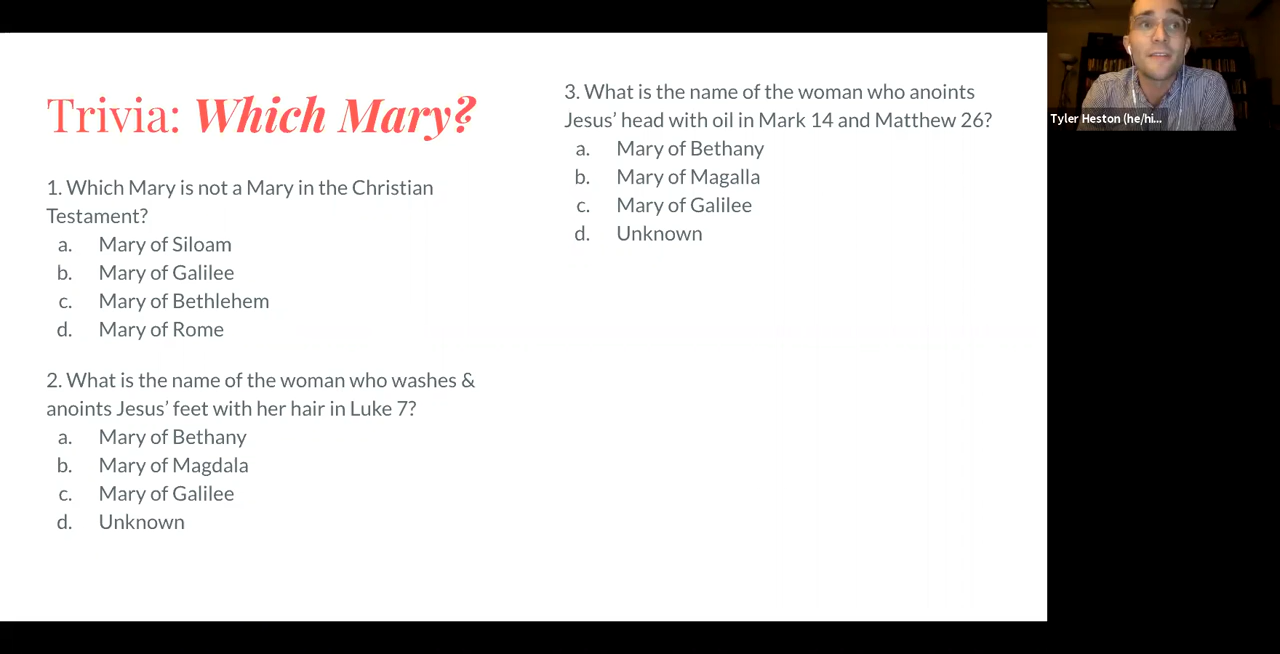 Trivia: Which Mary?
1. Which Mary is not a Mary in the Christian
Testament?
a. Mary of Siloam
b. Mary of Galilee
c. Mary of Bethlehem
d. Mary of Rome
2. What is the name of the woman who washes &
anoints Jesus’ feet with her hair in Luke 7?
a. Mary of Bethany
b. Mary of Magdala
c. Mary of Galilee
d. Unknown
3. What is the name of the woman who anoints
Jesus’ head with oil in Mark 14 and Matthew 26?
a. Mary of Bethany
b. Mary of Magalla
c. Mary of Galilee
d. Unknown
Tyler Heston (he/hi...